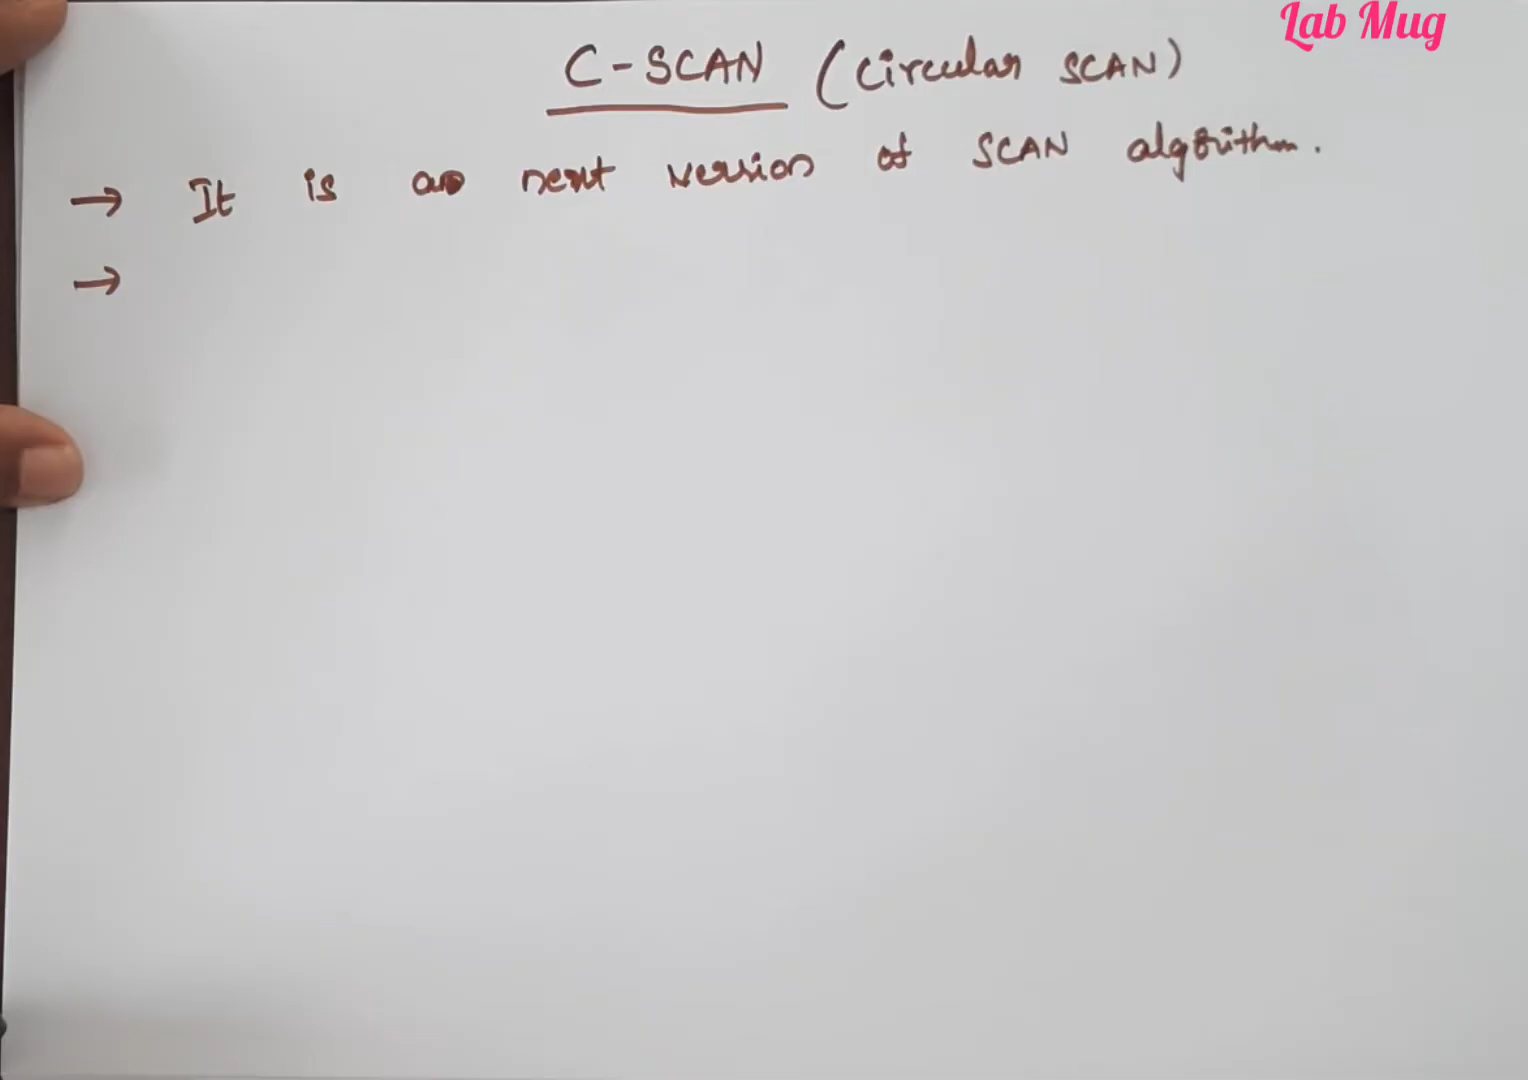 Lab Mug
C-SCAN (Circular SCAN)
→ It is an next version of SCAN algorithm.
→